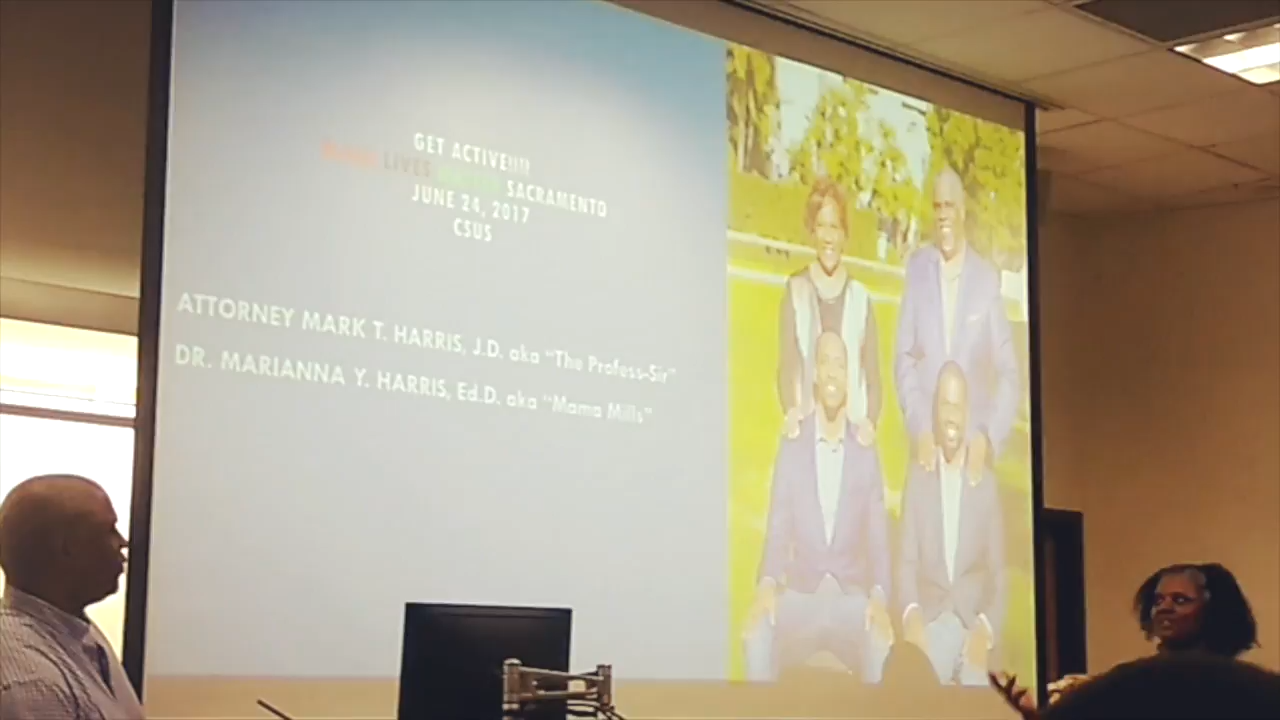 GET ACTIVE!!!!
LIVES SACRAMENTO
JUNE 24, 2017
CSUS
ATTORNEY MARK T. HARRIS, J.D. aka "The Profess-Sir"
DR. MARIANNA Y. HARRIS, Ed.D. aka "Mama Mills"